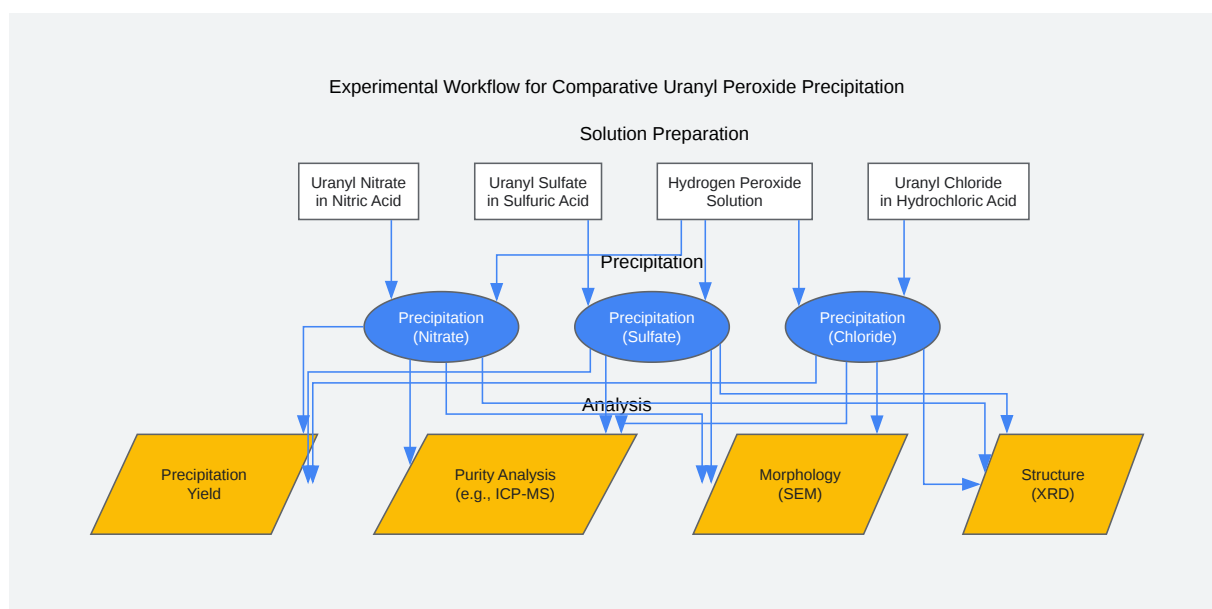 Experimental Workflow for Comparative Uranyl Peroxide Precipitation
Solution Preparation
Uranyl Nitrate
in Nitric Acid
Uranyl Sulfate
in Sulfuric Acid
Hydrogen Peroxide
Solution
Uranyl Chloride
in Hydrochloric Acid
Precipitation
Precipitation
(Nitrate)
Precipitation
(Sulfate)
Precipitation
(Chloride)
Analysis
Precipitation
Yield
Purity Analysis
(e.g., ICP-MS)
Morphology
(SEM)
Structure
(XRD)